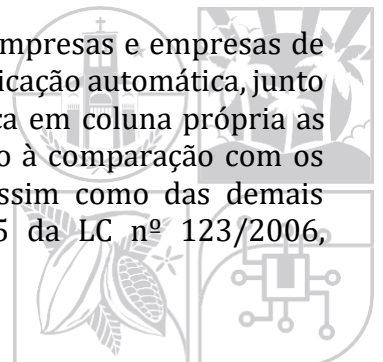 mpresas e empresas de
icação automática, junto
ca em coluna própria as
o à comparação com os
ssim como das demais
5 da LC nº 123/2006,